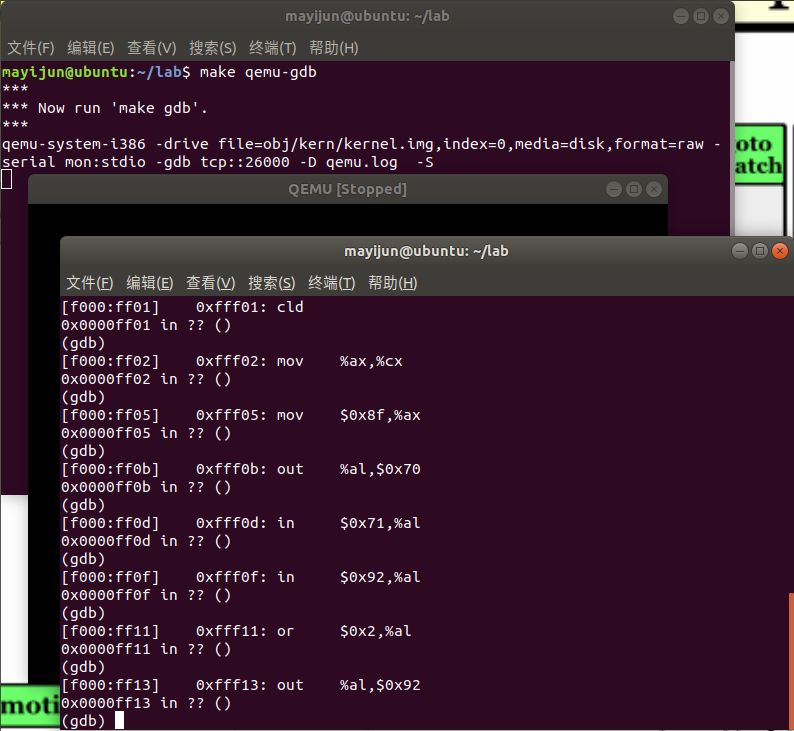 mayijun@ubuntu: ~/lab
文件(F) 编辑(E) 查看(V) 搜索(S) 终端(T) 帮助(H)
mayijun@ubuntu:~/lab$ make qemu-gdb
***
*** Now run 'make gdb'.
***
qemu-system-i386 -drive file=obj/kern/kernel.img,index=0,media=disk,format=raw -
serial mon:stdio -gdb tcp::26000 -D qemu.log  -S
oto
atch
QEMU [Stopped]
mayijun@ubuntu: ~/lab
文件(F) 编辑(E) 查看(V) 搜索(S) 终端(T) 帮助(H)
[f000:ff01]    0xfff01: cld
0x0000ff01 in ?? ()
(gdb)
[f000:ff02]    0xfff02: mov    %ax,%cx
0x0000ff02 in ?? ()
(gdb)
[f000:ff05]    0xfff05: mov    $0x8f,%ax
0x0000ff05 in ?? ()
(gdb)
[f000:ff0b]    0xfff0b: out    %al,$0x70
0x0000ff0b in ?? ()
(gdb)
[f000:ff0d]    0xfff0d: in     $0x71,%al
0x0000ff0d in ?? ()
(gdb)
[f000:ff0f]    0xfff0f: in     $0x92,%al
0x0000ff0f in ?? ()
(gdb)
[f000:ff11]    0xfff11: or     $0x2,%al
0x0000ff11 in ?? ()
(gdb)
[f000:ff13]    0xfff13: out    %al,$0x92
0x0000ff13 in ?? ()
(gdb)
moti